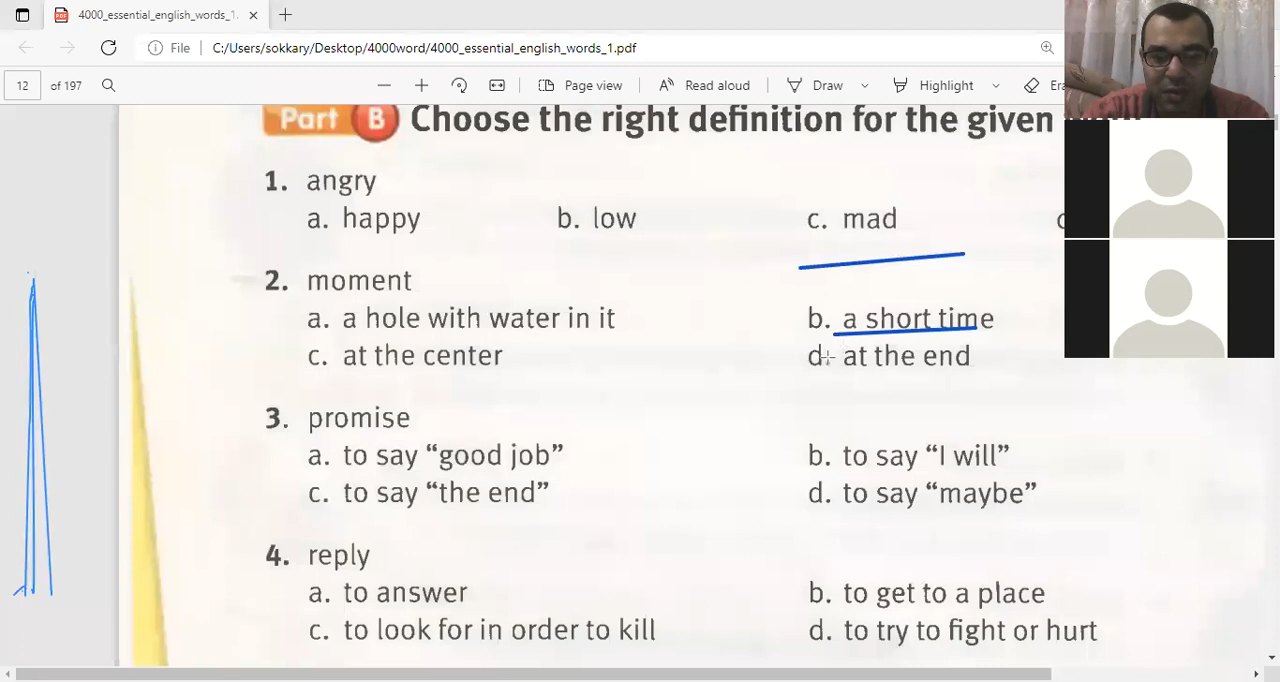 4000_essential_english_words_1
File C:/Users/sokkary/Desktop/4000word/4000_essential_english_words_1.pdf
12 of 197 Page view Read aloud Draw Highlight
Part B Choose the right definition for the given
1. angry
a. happy b. low c. mad
2. moment
a. a hole with water in it b. a short time
c. at the center d. at the end
3. promise
a. to say “good job” b. to say “I will”
c. to say “the end” d. to say “maybe”
4. reply
a. to answer b. to get to a place
c. to look for in order to kill d. to try to fight or hurt